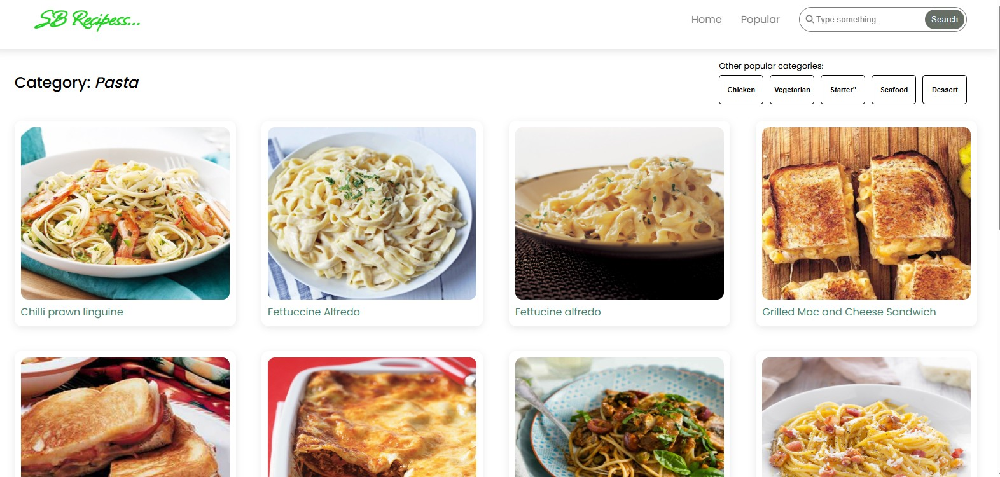 SB Recipess...
Home
Popular
Type something..
Search
Category: Pasta
Other popular categories:
Chicken
Vegetarian
Starter"
Seafood
Dessert
Chilli prawn linguine
Fettuccine Alfredo
Fettucine alfredo
Grilled Mac and Cheese Sandwich